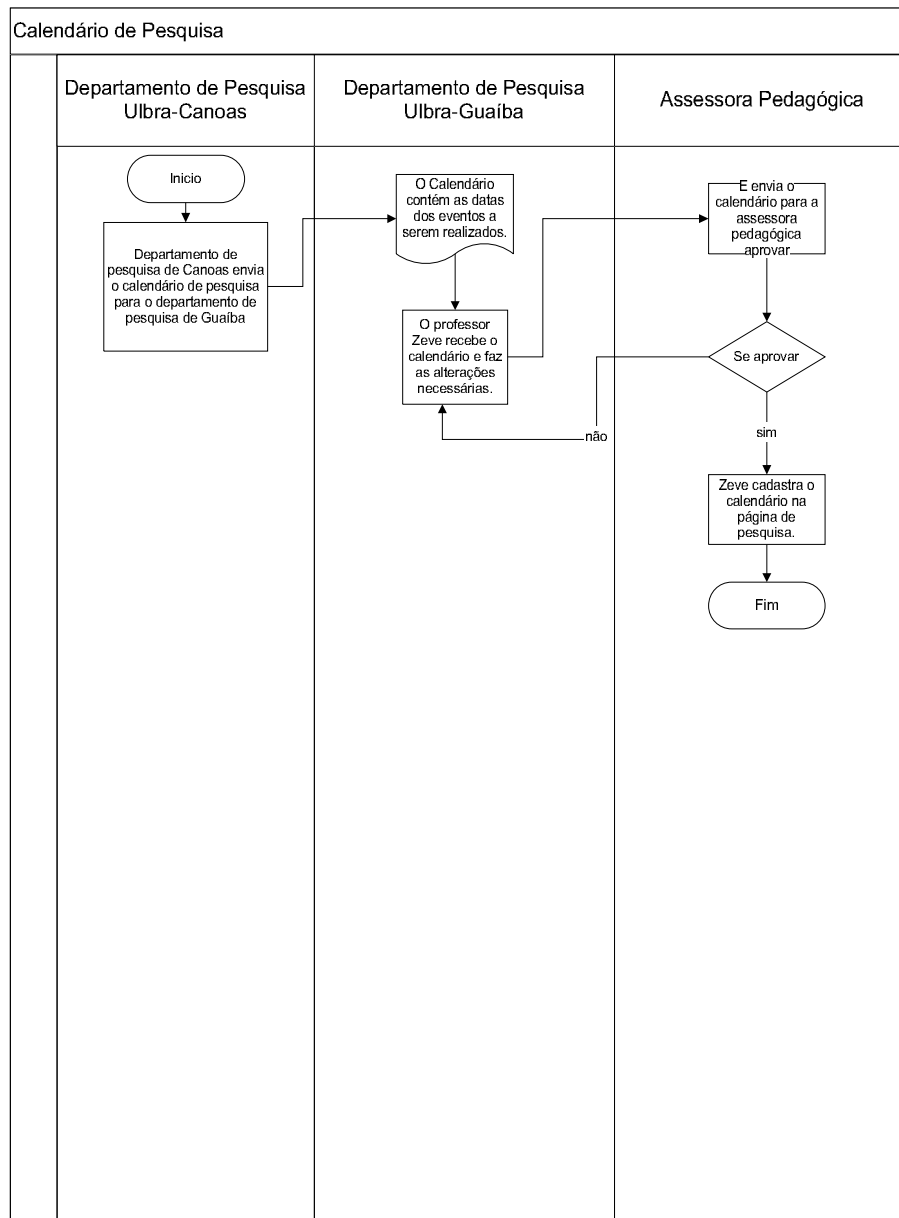 Calendário de Pesquisa
Departamento de Pesquisa
Ulbra-Canoas
Departamento de Pesquisa
Ulbra-Guaíba
Assessora Pedagógica
Inicio
Departamento de
pesquisa de Canoas envia
o calendário de pesquisa
para o departamento de
pesquisa de Guaíba
O Calendário
contém as datas
dos eventos a
serem realizados.
O professor
Zeve recebe o
calendário e faz
as alterações
necessárias.
E envia o
calendário para a
assessora
pedagógica
aprovar
Se aprovar
não
sim
Zeve cadastra o
calendário na
página de
pesquisa.
Fim